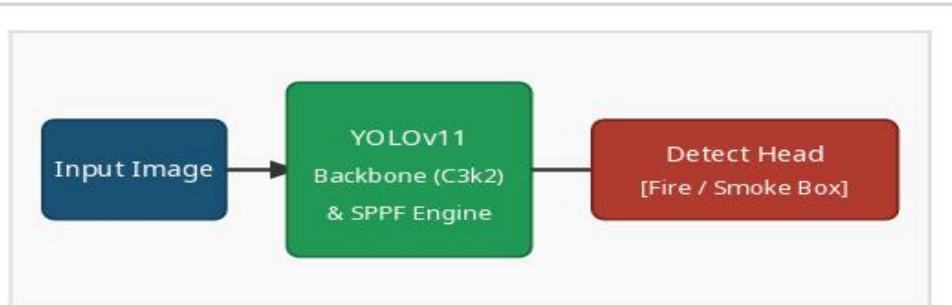 Input Image
YOLOv11
Backbone (C3k2)
& SPPF Engine
Detect Head
[Fire / Smoke Box]